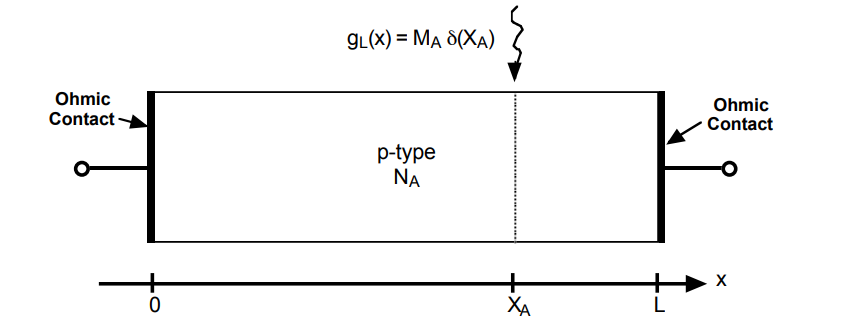 gL(x) = MA δ(XA)
Ohmic
Contact
Ohmic
Contact
p-type
NA
x
0
XA
L